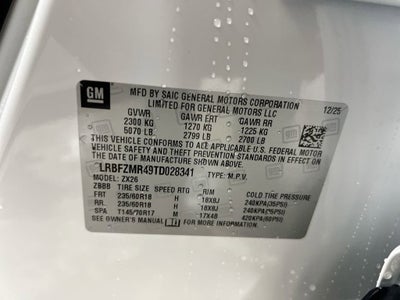 GM
MFD BY SAIC GENERAL MOTORS CORPORATION
LIMITED FOR GENERAL MOTORS LLC
12/25
GVWR GAWR FRT GAWR RR
2300 KG 1270 KG 1225 KG
5070 LB 2799 LB 2700 LB
THIS VEHICLE CONFORMS TO ALL APPLICABLE U.S. FEDERAL MOTOR
VEHICLE SAFETY AND THEFT PREVENTION STANDARDS IN EFFECT ON
THE DATE OF MANUFACTURE SHOWN ABOVE.
LRBFZMR49TD028341 TYPE: M.P.V.
MODEL: ZX26
ZBBB TIRE SIZE SPEED RTG RIM COLD TIRE PRESSURE
FRT 235/60R18 H 18X8J 240KPA(35PSI)
RR 235/60R18 H 18X8J 240KPA(35PSI)
SPA T145/70R17 M 17X4B 420KPA(60PSI)
SEE OWNER'S MANUAL FOR MORE INFORMATION.